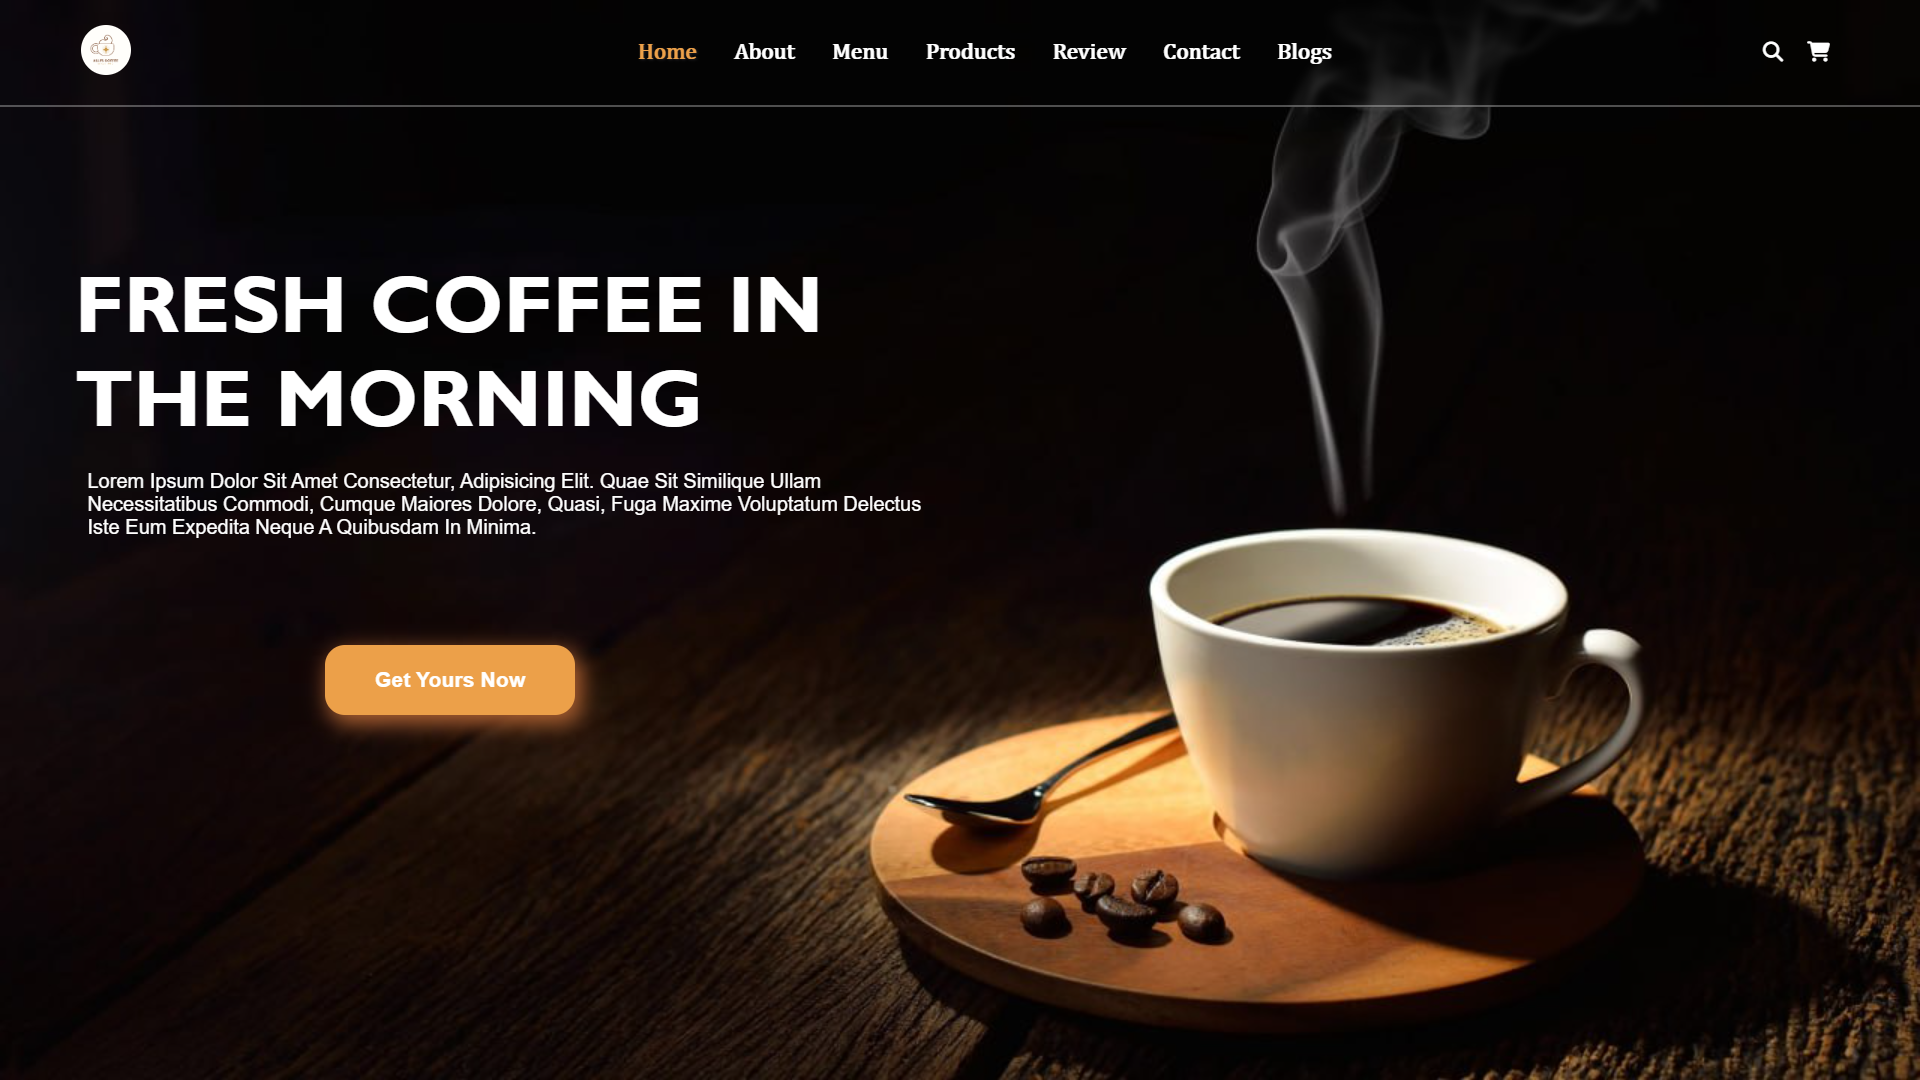 Home About Menu Products Review Contact Blogs
FRESH COFFEE IN
THE MORNING
Lorem Ipsum Dolor Sit Amet Consectetur, Adipisicing Elit. Quae Sit Similique Ullam
Necessitatibus Commodi, Cumque Maiores Dolore, Quasi, Fuga Maxime Voluptatum Delectus
Iste Eum Expedita Neque A Quibusdam In Minima.
Get Yours Now